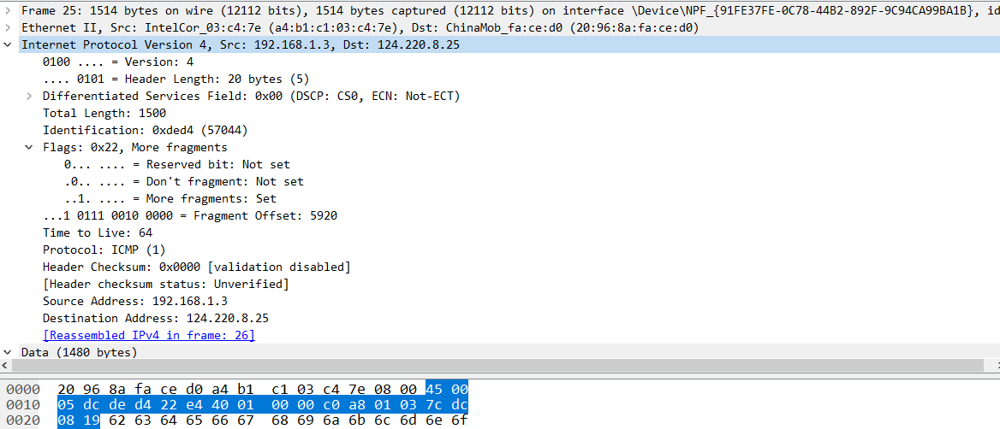 Frame 25: 1514 bytes on wire (12112 bits), 1514 bytes captured (12112 bits) on interface \Device\NPF_{91FE37FE-0C78-44B2-892F-9C94CA99BA1B}, id
Ethernet II, Src: IntelCor_03:c4:7e (a4:b1:c1:03:c4:7e), Dst: ChinaMob_fa:ce:d0 (20:96:8a:fa:ce:d0)
Internet Protocol Version 4, Src: 192.168.1.3, Dst: 124.220.8.25
0100 .... = Version: 4
.... 0101 = Header Length: 20 bytes (5)
Differentiated Services Field: 0x00 (DSCP: CS0, ECN: Not-ECT)
Total Length: 1500
Identification: 0xded4 (57044)
Flags: 0x22, More fragments
0... .... = Reserved bit: Not set
.0.. .... = Don't fragment: Not set
..1. .... = More fragments: Set
...1 0111 0010 0000 = Fragment Offset: 5920
Time to Live: 64
Protocol: ICMP (1)
Header Checksum: 0x0000 [validation disabled]
[Header checksum status: Unverified]
Source Address: 192.168.1.3
Destination Address: 124.220.8.25
[Reassembled IPv4 in frame: 26]
Data (1480 bytes)
0000 20 96 8a fa ce d0 a4 b1 c1 03 c4 7e 08 00 45 00
0010 05 dc de d4 22 e4 40 01 00 00 c0 a8 01 03 7c dc
0020 08 19 62 63 64 65 66 67 68 69 6a 6b 6c 6d 6e 6f